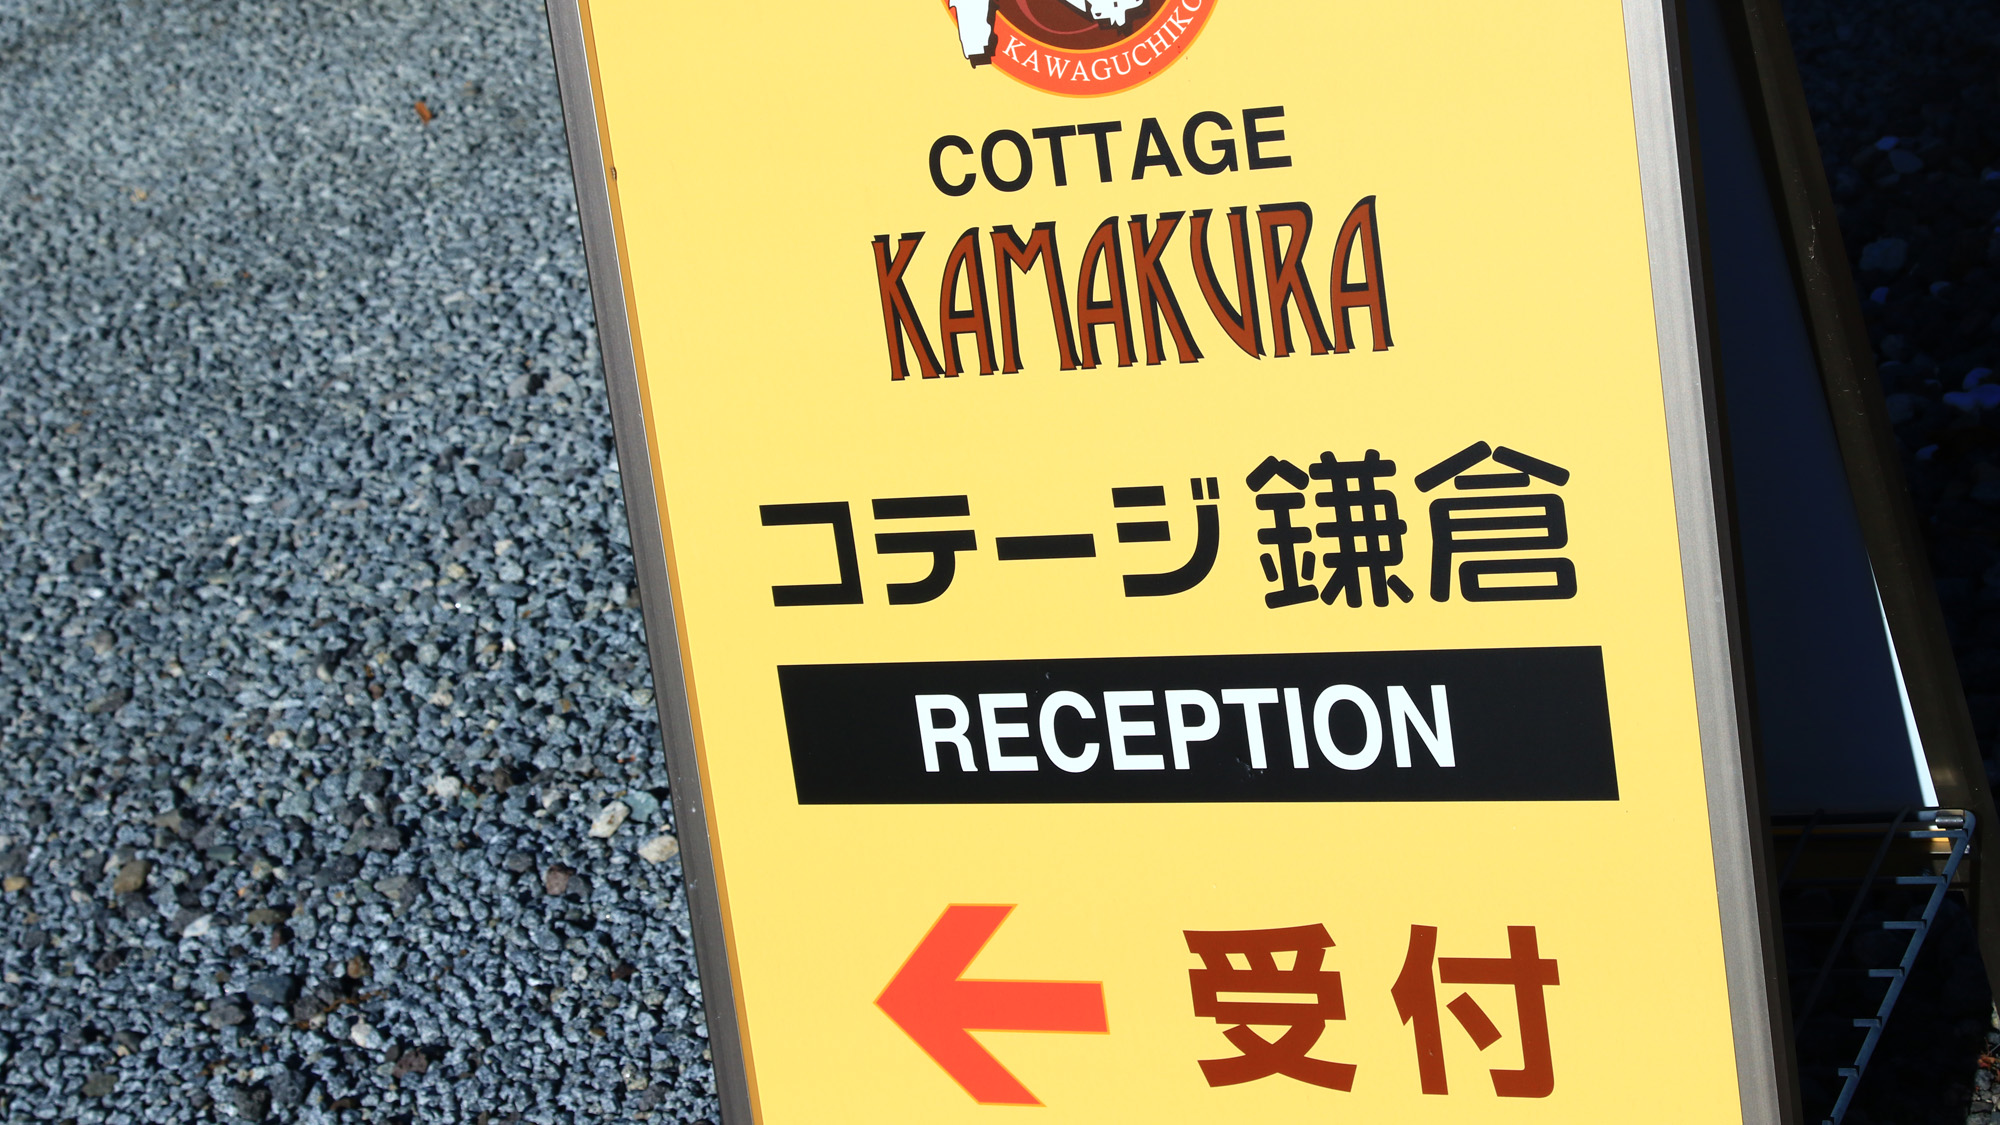 KAWAGUCHIKO
COTTAGE
KAMAKURA
コテージ鎌倉
RECEPTION
受付